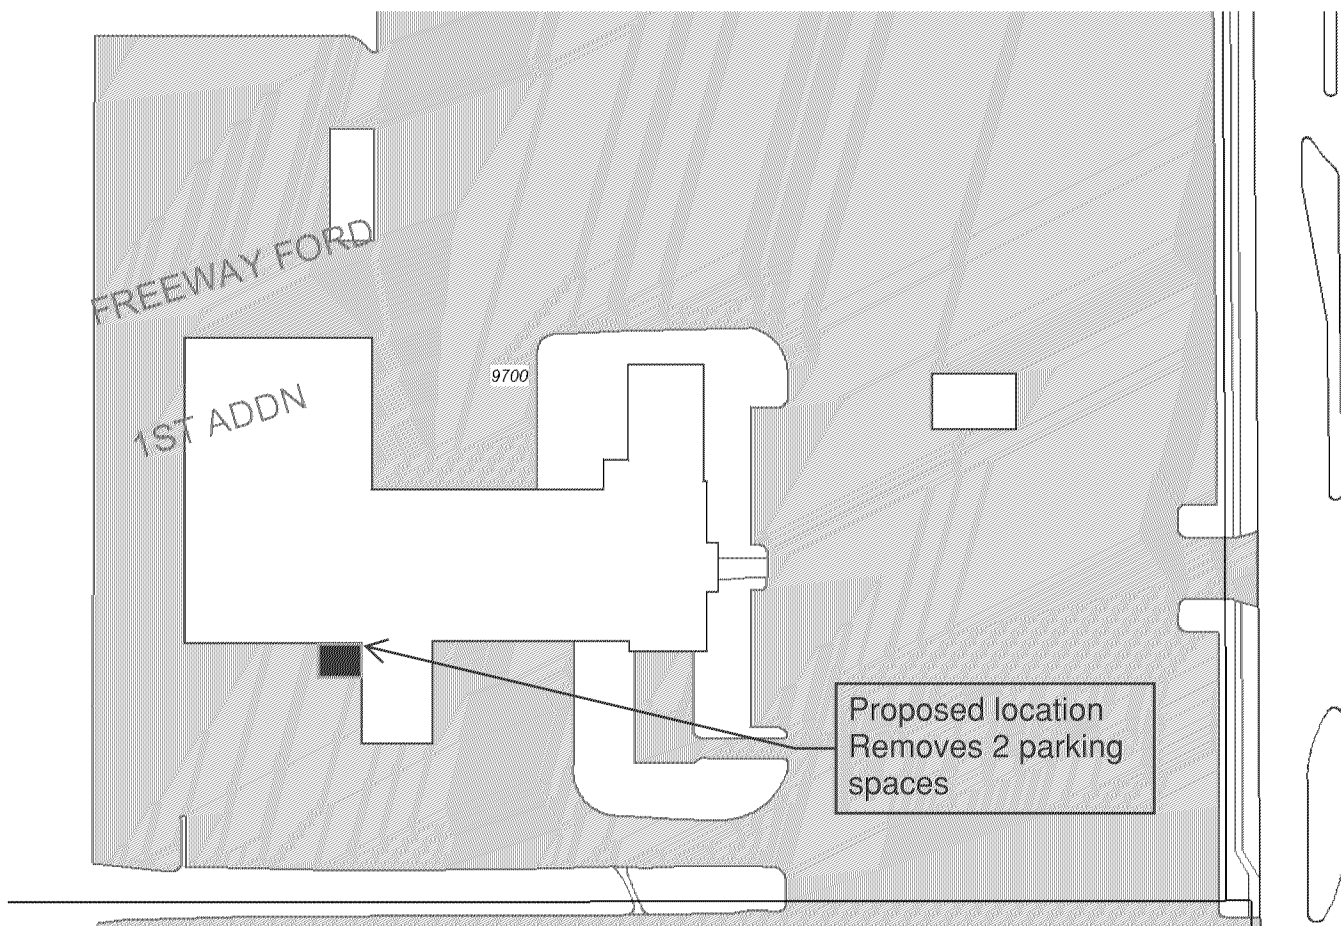 FREEWAY FORD
1ST ADDN
9700
Proposed location
Removes 2 parking
spaces